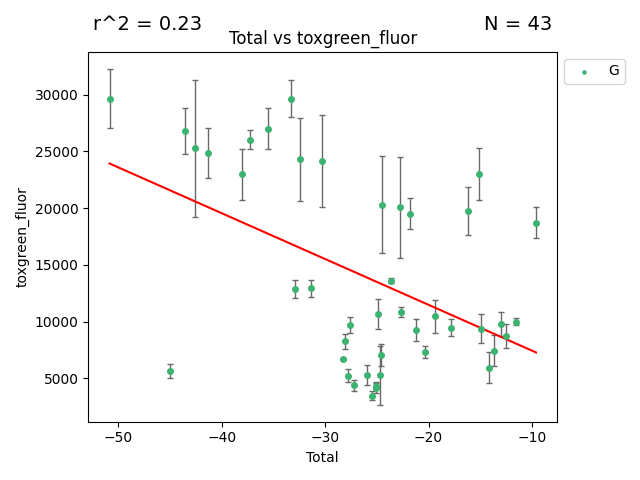 r^2 = 0.23
N = 43
Total vs toxgreen_fluor
G
30000
25000
20000
15000
10000
5000
toxgreen_fluor
−50
−40
−30
−20
−10
Total